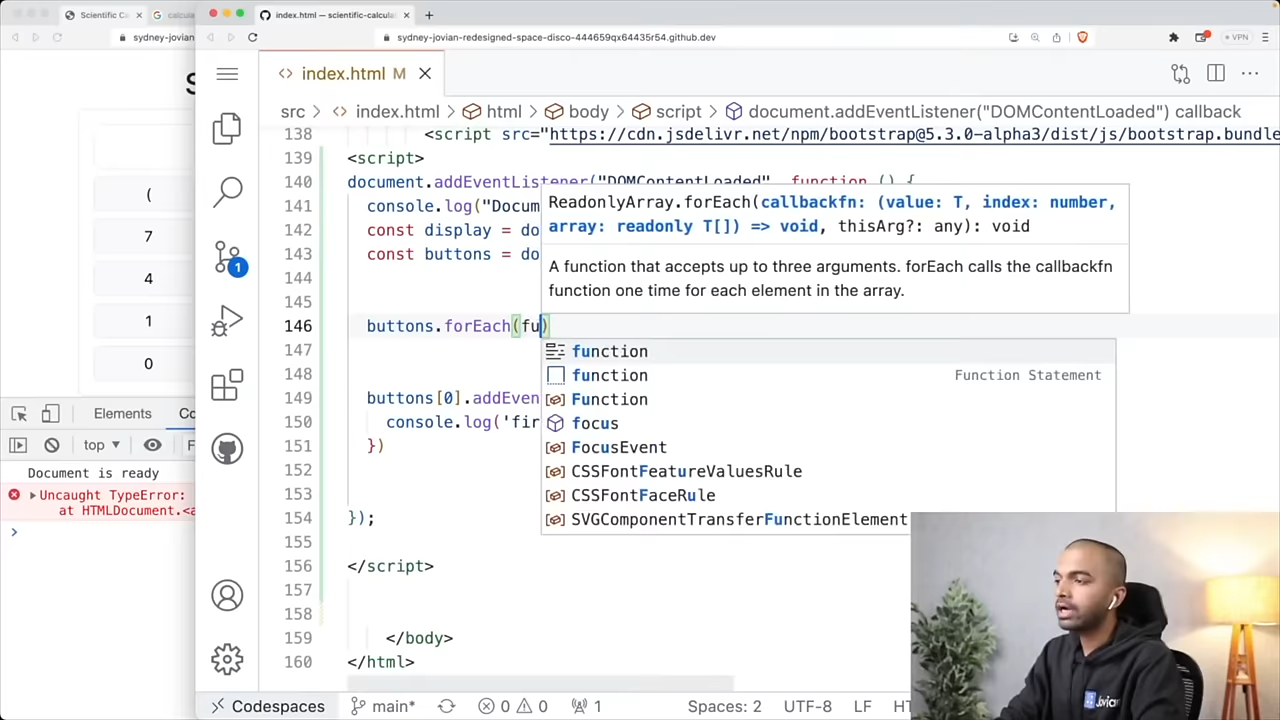 Scientific Ca
calcula
index.html — scientific-calcula
sydney-jovian
sydney-jovian-redesigned-space-disco-444659qx64435r54.github.dev
VPN
S
(
7
4
1
0
Elements
Co
top
F
Document is ready
Uncaught TypeError:
at HTMLDocument.<a
index.html M
src > index.html > html > body > script > document.addEventListener("DOMContentLoaded") callback
138 <script src="https://cdn.jsdelivr.net/npm/bootstrap@5.3.0-alpha3/dist/js/bootstrap.bundle
139 <script>
140 document.addEventListener("DOMContentLoaded", function () {
141 console.log("Docum
142 const display = do
143 const buttons = do
144
145
146 buttons.forEach(fu)
147
148
149 buttons[0].addEven
150 console.log('fir
151 })
152
153
154 });
155
156 </script>
157
158
159 </body>
160 </html>
ReadonlyArray.forEach(callbackfn: (value: T, index: number,
array: readonly T[]) => void, thisArg?: any): void
A function that accepts up to three arguments. forEach calls the callbackfn
function one time for each element in the array.
function
function Function Statement
Function
focus
FocusEvent
CSSFontFeatureValuesRule
CSSFontFaceRule
SVGComponentTransferFunctionElement
1
Codespaces
main*
0 0
1
Spaces: 2
UTF-8
LF
HT
Jovian